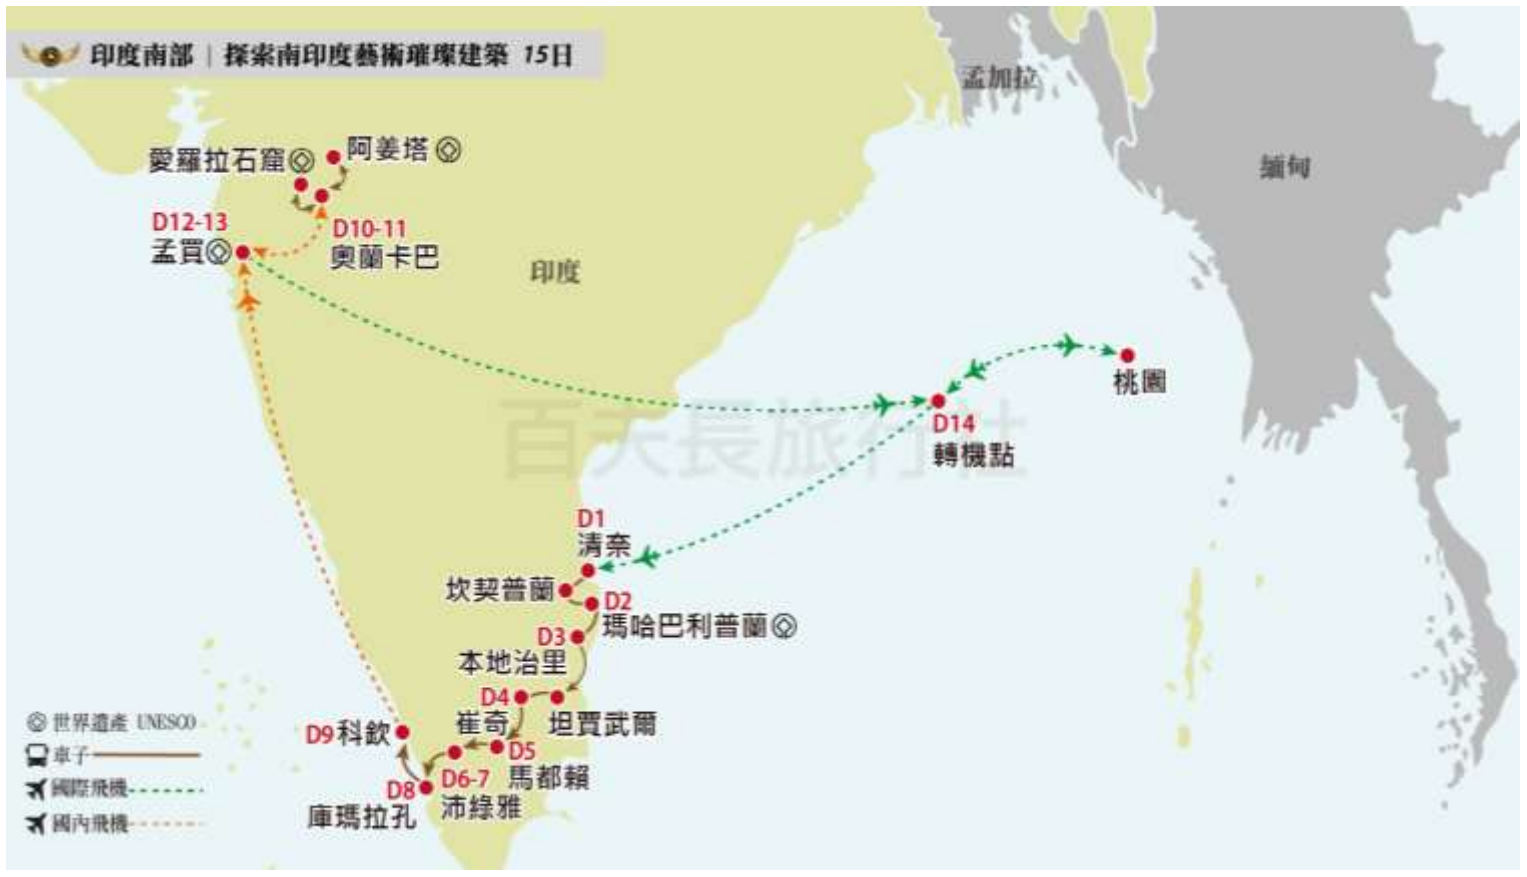 印度南部 | 探索南印度藝術璀璨建築 15日
孟加拉
緬甸
印度
愛羅拉石窟
阿姜塔
D12-13
孟買
D10-11
奧蘭卡巴
桃園
D14
轉機點
百夫長旅行社
D1
清奈
坎契普蘭
D2
瑪哈巴利普蘭
D3
本地治里
D4
崔奇
坦賈武爾
D5
馬都賴
D6-7
沛綠雅
D8
庫瑪拉孔
D9 科欽
世界遺產 UNESCO
車子
國際飛機
國內飛機